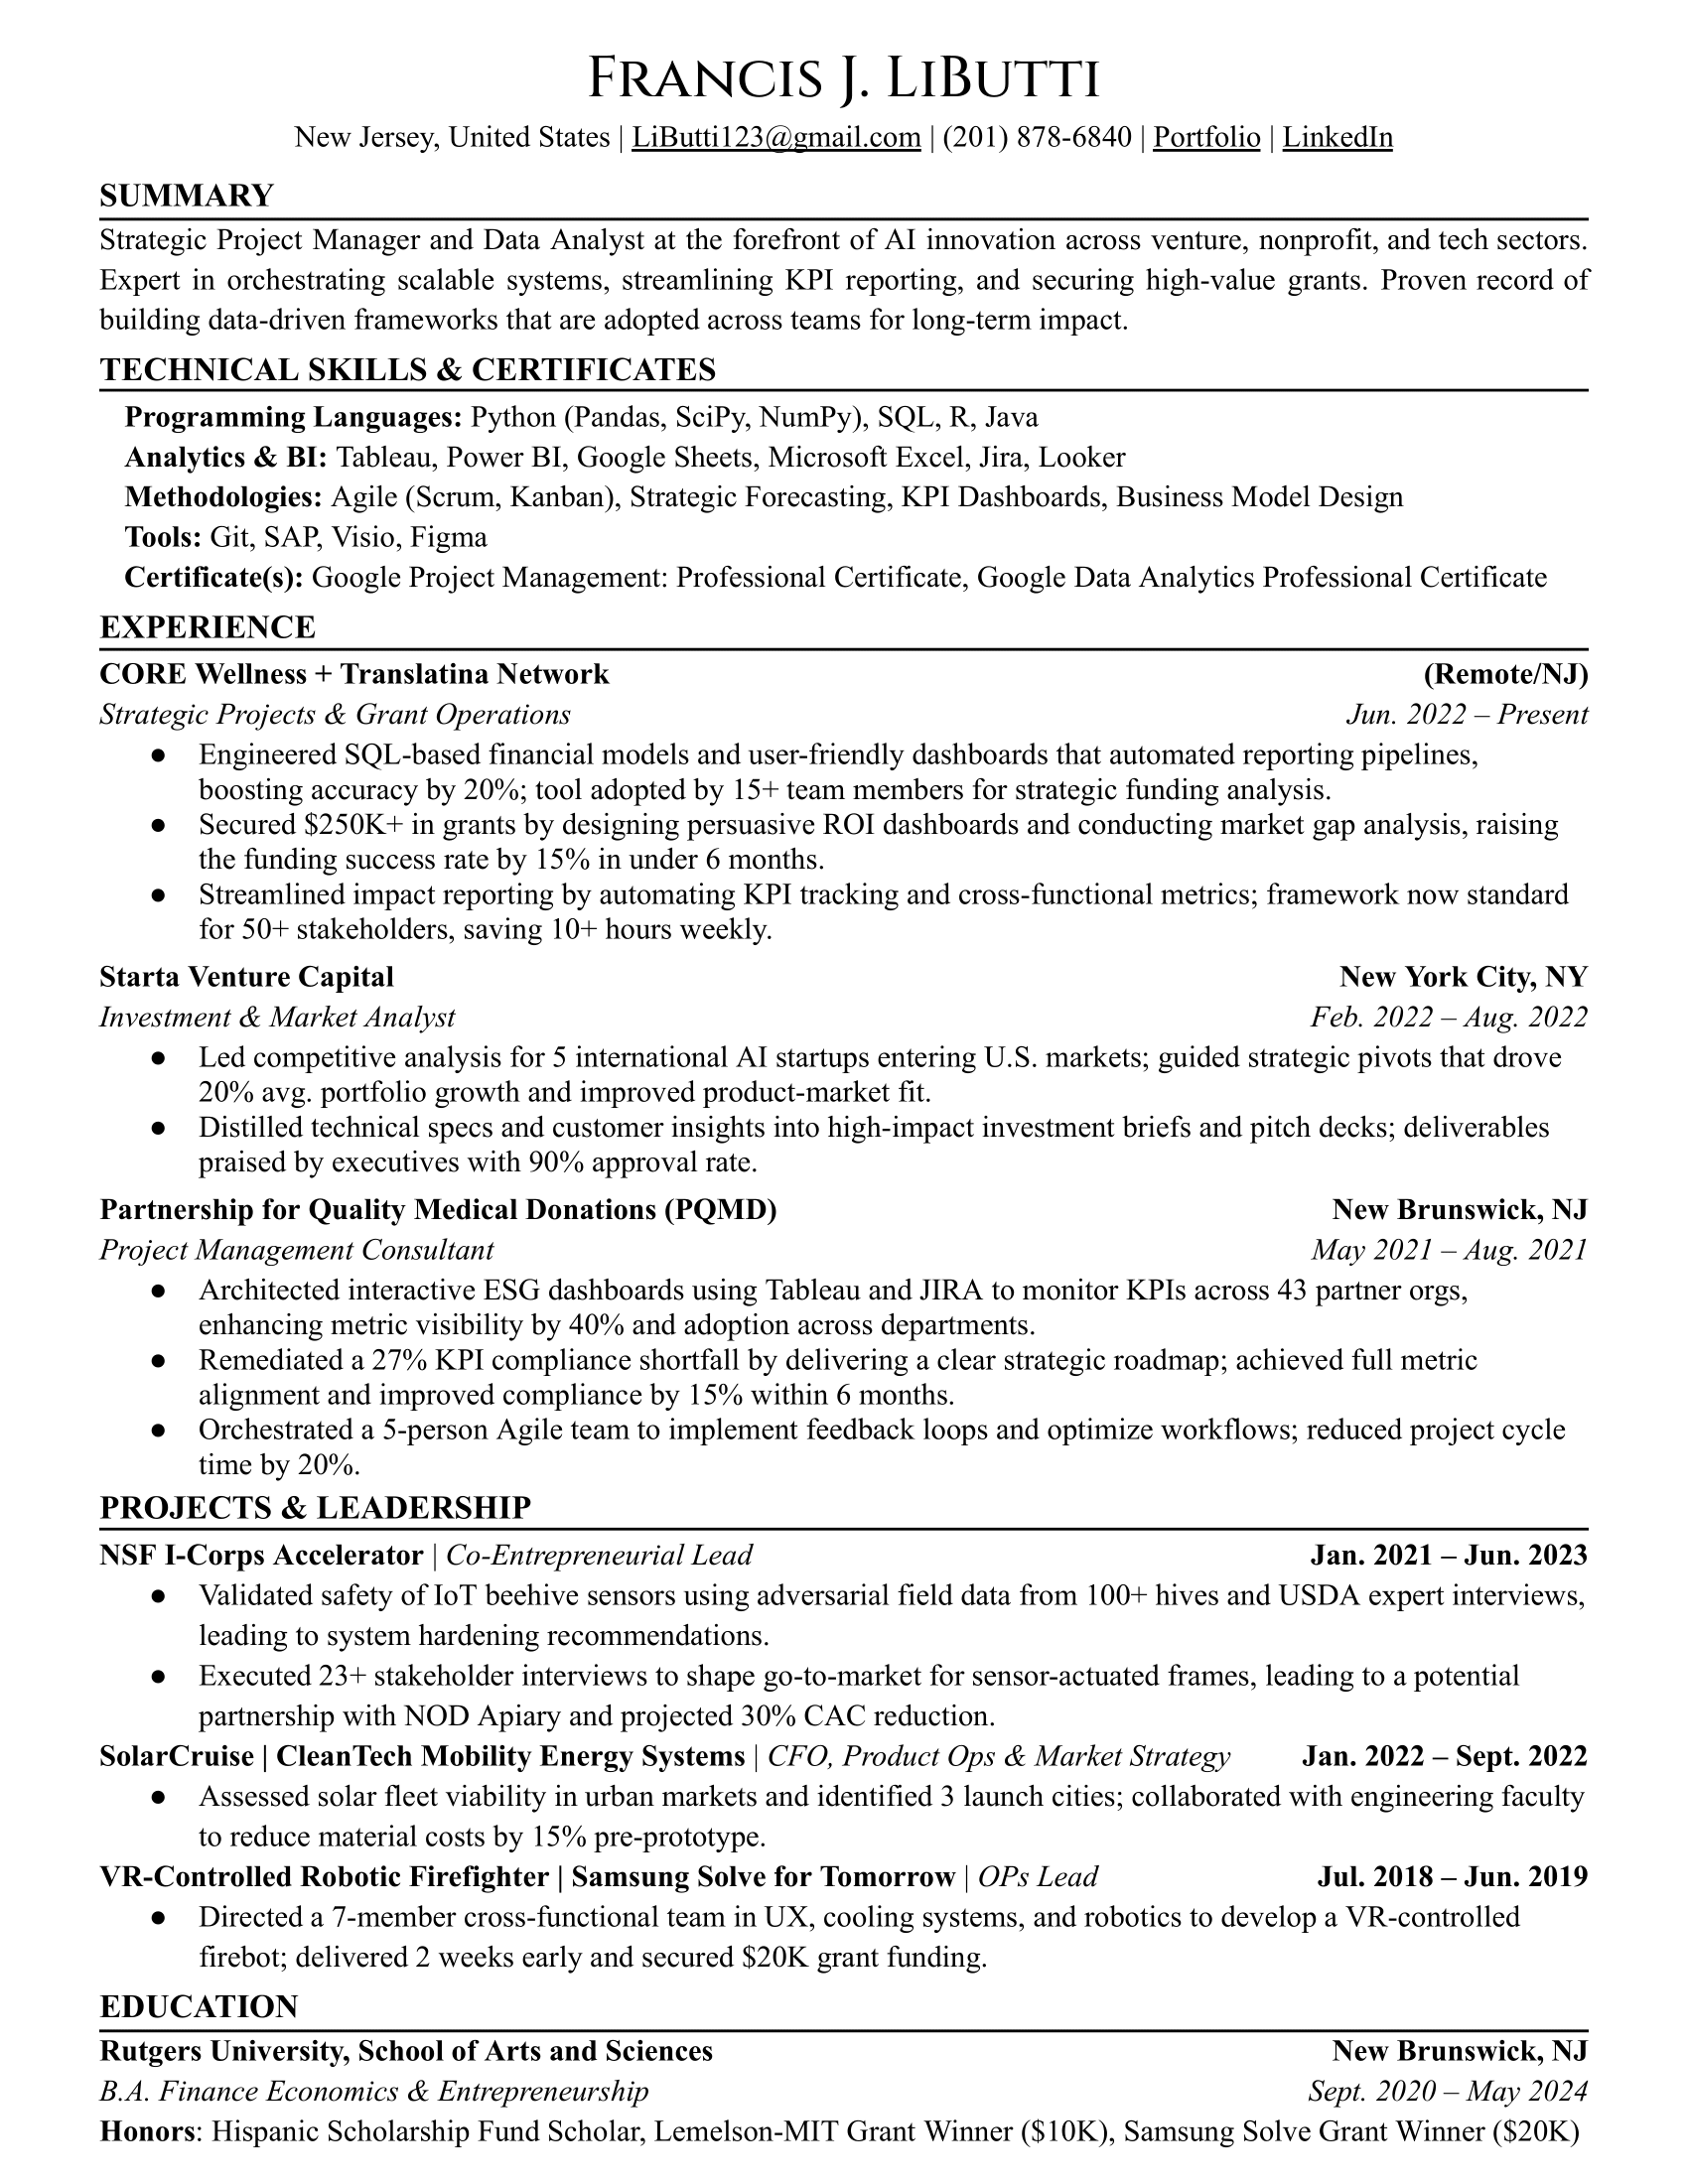 Francis J. LiButti
New Jersey, United States | LiButti123@gmail.com | (201) 878-6840 | Portfolio | LinkedIn
SUMMARY
Strategic Project Manager and Data Analyst at the forefront of AI innovation across venture, nonprofit, and tech sectors.
Expert in orchestrating scalable systems, streamlining KPI reporting, and securing high-value grants. Proven record of
building data-driven frameworks that are adopted across teams for long-term impact.
TECHNICAL SKILLS & CERTIFICATES
Programming Languages: Python (Pandas, SciPy, NumPy), SQL, R, Java
Analytics & BI: Tableau, Power BI, Google Sheets, Microsoft Excel, Jira, Looker
Methodologies: Agile (Scrum, Kanban), Strategic Forecasting, KPI Dashboards, Business Model Design
Tools: Git, SAP, Visio, Figma
Certificate(s): Google Project Management: Professional Certificate, Google Data Analytics Professional Certificate
EXPERIENCE
CORE Wellness + Translatina Network (Remote/NJ)
Strategic Projects & Grant Operations Jun. 2022 – Present
● Engineered SQL-based financial models and user-friendly dashboards that automated reporting pipelines,
boosting accuracy by 20%; tool adopted by 15+ team members for strategic funding analysis.
● Secured $250K+ in grants by designing persuasive ROI dashboards and conducting market gap analysis, raising
the funding success rate by 15% in under 6 months.
● Streamlined impact reporting by automating KPI tracking and cross-functional metrics; framework now standard
for 50+ stakeholders, saving 10+ hours weekly.
Starta Venture Capital New York City, NY
Investment & Market Analyst Feb. 2022 – Aug. 2022
● Led competitive analysis for 5 international AI startups entering U.S. markets; guided strategic pivots that drove
20% avg. portfolio growth and improved product-market fit.
● Distilled technical specs and customer insights into high-impact investment briefs and pitch decks; deliverables
praised by executives with 90% approval rate.
Partnership for Quality Medical Donations (PQMD) New Brunswick, NJ
Project Management Consultant May 2021 – Aug. 2021
● Architected interactive ESG dashboards using Tableau and JIRA to monitor KPIs across 43 partner orgs,
enhancing metric visibility by 40% and adoption across departments.
● Remediated a 27% KPI compliance shortfall by delivering a clear strategic roadmap; achieved full metric
alignment and improved compliance by 15% within 6 months.
● Orchestrated a 5-person Agile team to implement feedback loops and optimize workflows; reduced project cycle
time by 20%.
PROJECTS & LEADERSHIP
NSF I-Corps Accelerator | Co-Entrepreneurial Lead Jan. 2021 – Jun. 2023
● Validated safety of IoT beehive sensors using adversarial field data from 100+ hives and USDA expert interviews,
leading to system hardening recommendations.
● Executed 23+ stakeholder interviews to shape go-to-market for sensor-actuated frames, leading to a potential
partnership with NOD Apiary and projected 30% CAC reduction.
SolarCruise | CleanTech Mobility Energy Systems | CFO, Product Ops & Market Strategy Jan. 2022 – Sept. 2022
● Assessed solar fleet viability in urban markets and identified 3 launch cities; collaborated with engineering faculty
to reduce material costs by 15% pre-prototype.
VR-Controlled Robotic Firefighter | Samsung Solve for Tomorrow | OPs Lead Jul. 2018 – Jun. 2019
● Directed a 7-member cross-functional team in UX, cooling systems, and robotics to develop a VR-controlled
firebot; delivered 2 weeks early and secured $20K grant funding.
EDUCATION
Rutgers University, School of Arts and Sciences New Brunswick, NJ
B.A. Finance Economics & Entrepreneurship Sept. 2020 – May 2024
Honors: Hispanic Scholarship Fund Scholar, Lemelson-MIT Grant Winner ($10K), Samsung Solve Grant Winner ($20K)